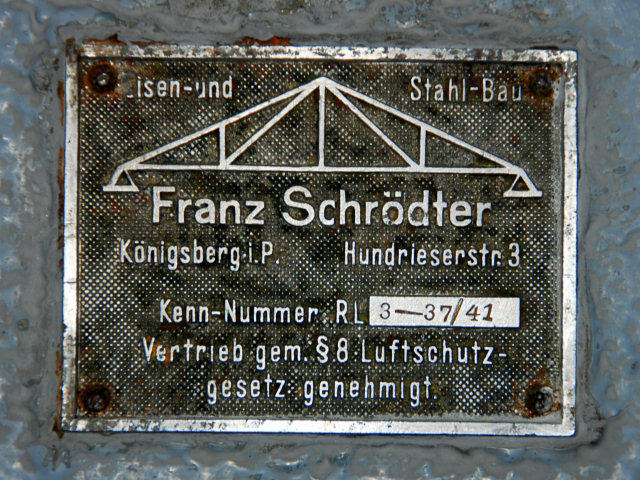 Eisen-und Stahl-Bau
Franz Schrödter
Königsberg i.P. Hundrieserstr. 3
Kenn-Nummer. RL 3—37/41
Vertrieb gem. § 8 Luftschutz-
gesetz genehmigt.